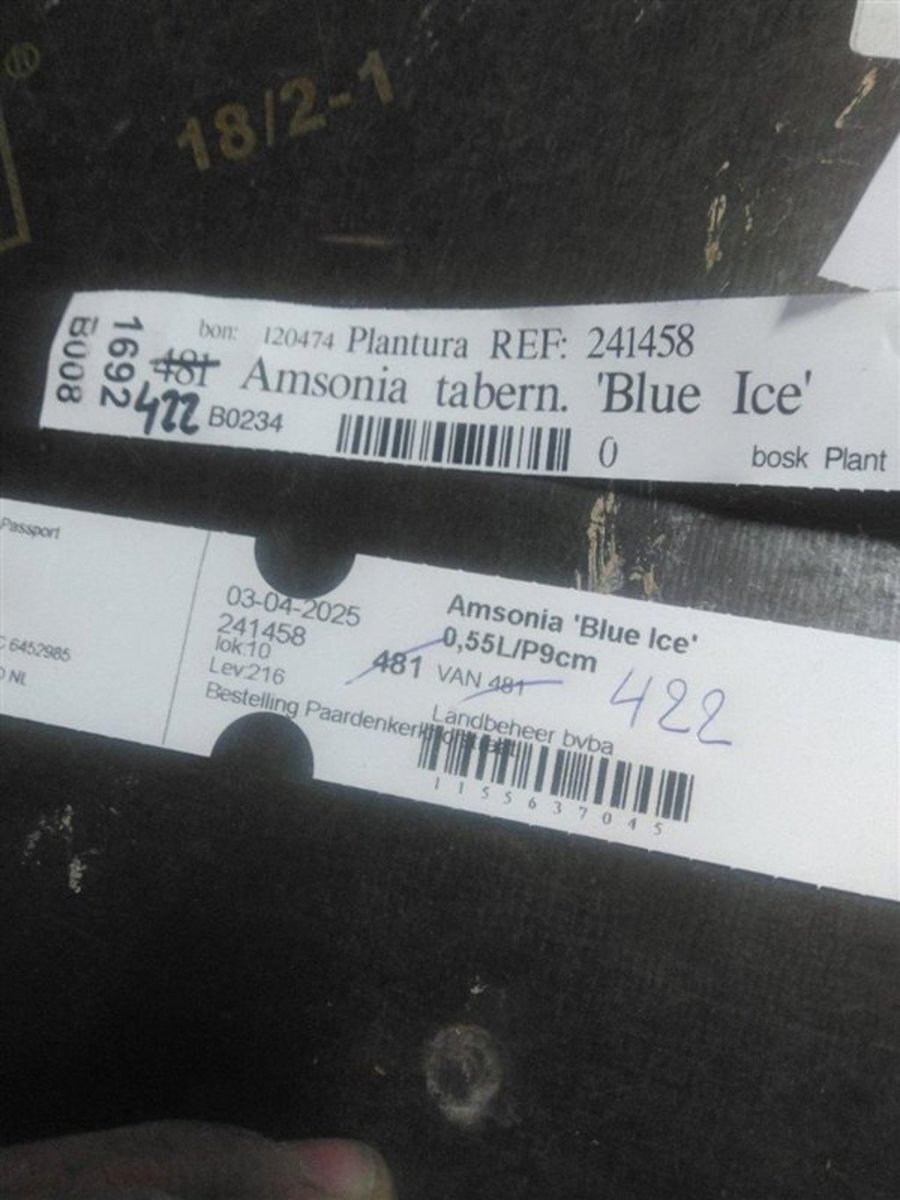 ®
18/2-1
B008
1692
bon: 120474 Plantura REF: 241458
481 Amsonia tabern. 'Blue Ice'
422 B0234
0 bosk Plant
Passport
C 6452985
NL
03-04-2025
241458
lok:10
Lev:216
Bestelling
Amsonia 'Blue Ice'
0,55L/P9cm
481 VAN 481 422
Landbeheer bvba
1155637045